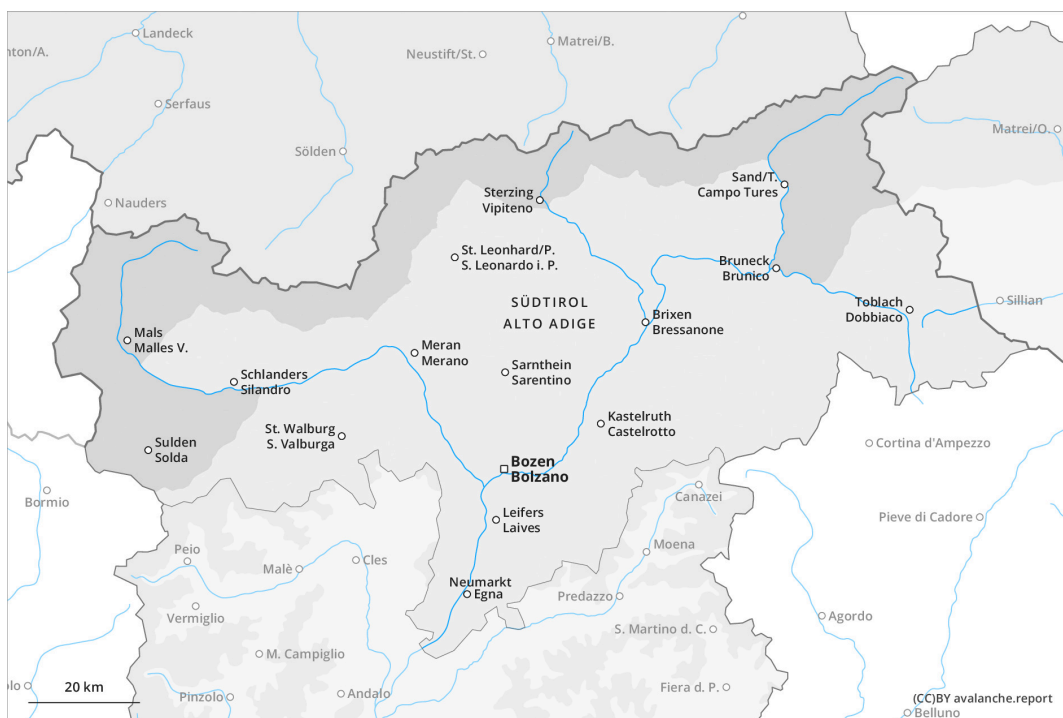 Landeck
nton/A.
Neustift/St.
Matrei/B.
Serfaus
Matrei/O.
Sölden
Sterzing
Vipiteno
Sand/T.
Campo Tures
Nauders
St. Leonhard/P.
S. Leonardo i. P.
Bruneck
Brunico
SÜDTIROL
ALTO ADIGE
Toblach
Dobbiaco
Sillian
Brixen
Bressanone
Mals
Malles V.
Meran
Merano
Schlanders
Silandro
Sarnthein
Sarentino
St. Walburg
S. Valburga
Kastelruth
Castelrotto
Sulden
Solda
Cortina d'Ampezzo
Bozen
Bolzano
Bormio
Canazei
Leifers
Laives
Pieve di Cadore
Peio
Malè
Cles
Moena
Neumarkt
Egna
Predazzo
Vermiglio
Agordo
S. Martino d. C.
M. Campiglio
olo
20 km
Pinzolo
Andalo
Fiera d. P.
(CC)BY avalanche.report
Belluno